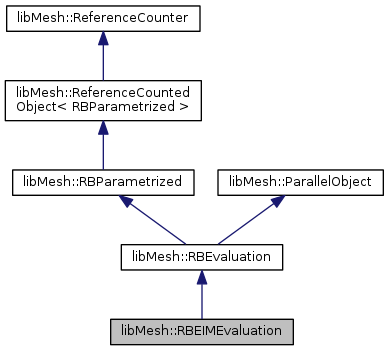 libMesh::ReferenceCounter
libMesh::ReferenceCounted
Object< RBParametrized >
libMesh::RBParametrized
libMesh::ParallelObject
libMesh::RBEvaluation
libMesh::RBEIMEvaluation